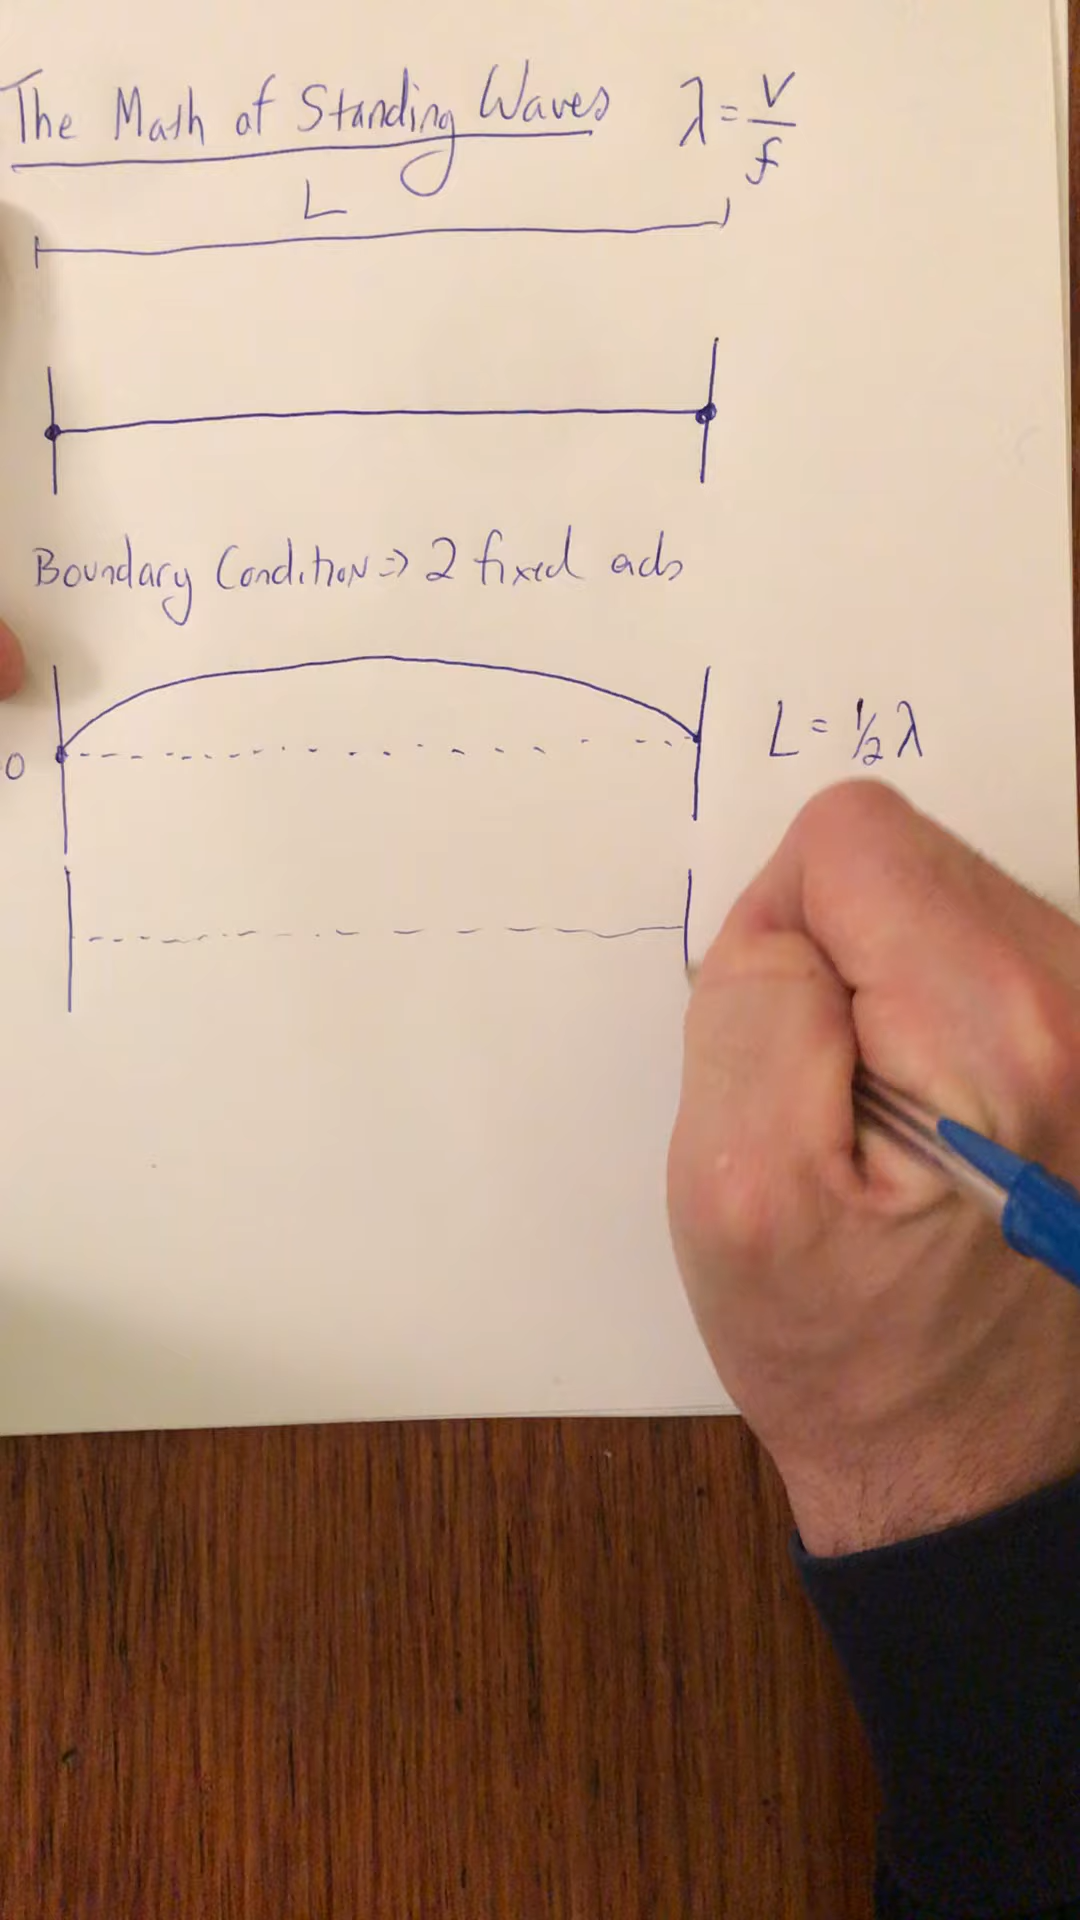 The Math of Standing Waves λ = v/f
L
Boundary Condition => 2 fixed ends
0
L = ½ λ